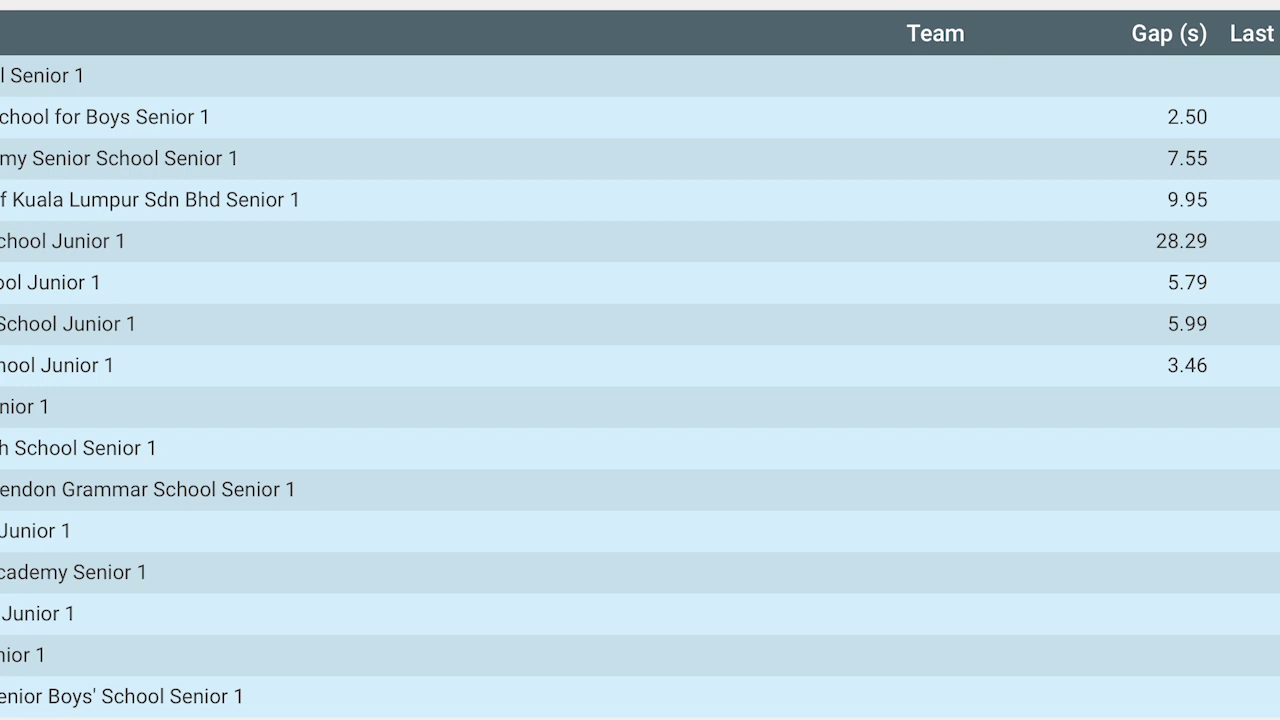 Team Gap (s) Last
l Senior 1
chool for Boys Senior 1 2.50
my Senior School Senior 1 7.55
f Kuala Lumpur Sdn Bhd Senior 1 9.95
chool Junior 1 28.29
ool Junior 1 5.79
School Junior 1 5.99
hool Junior 1 3.46
nior 1
h School Senior 1
endon Grammar School Senior 1
Junior 1
cademy Senior 1
Junior 1
nior 1
enior Boys' School Senior 1